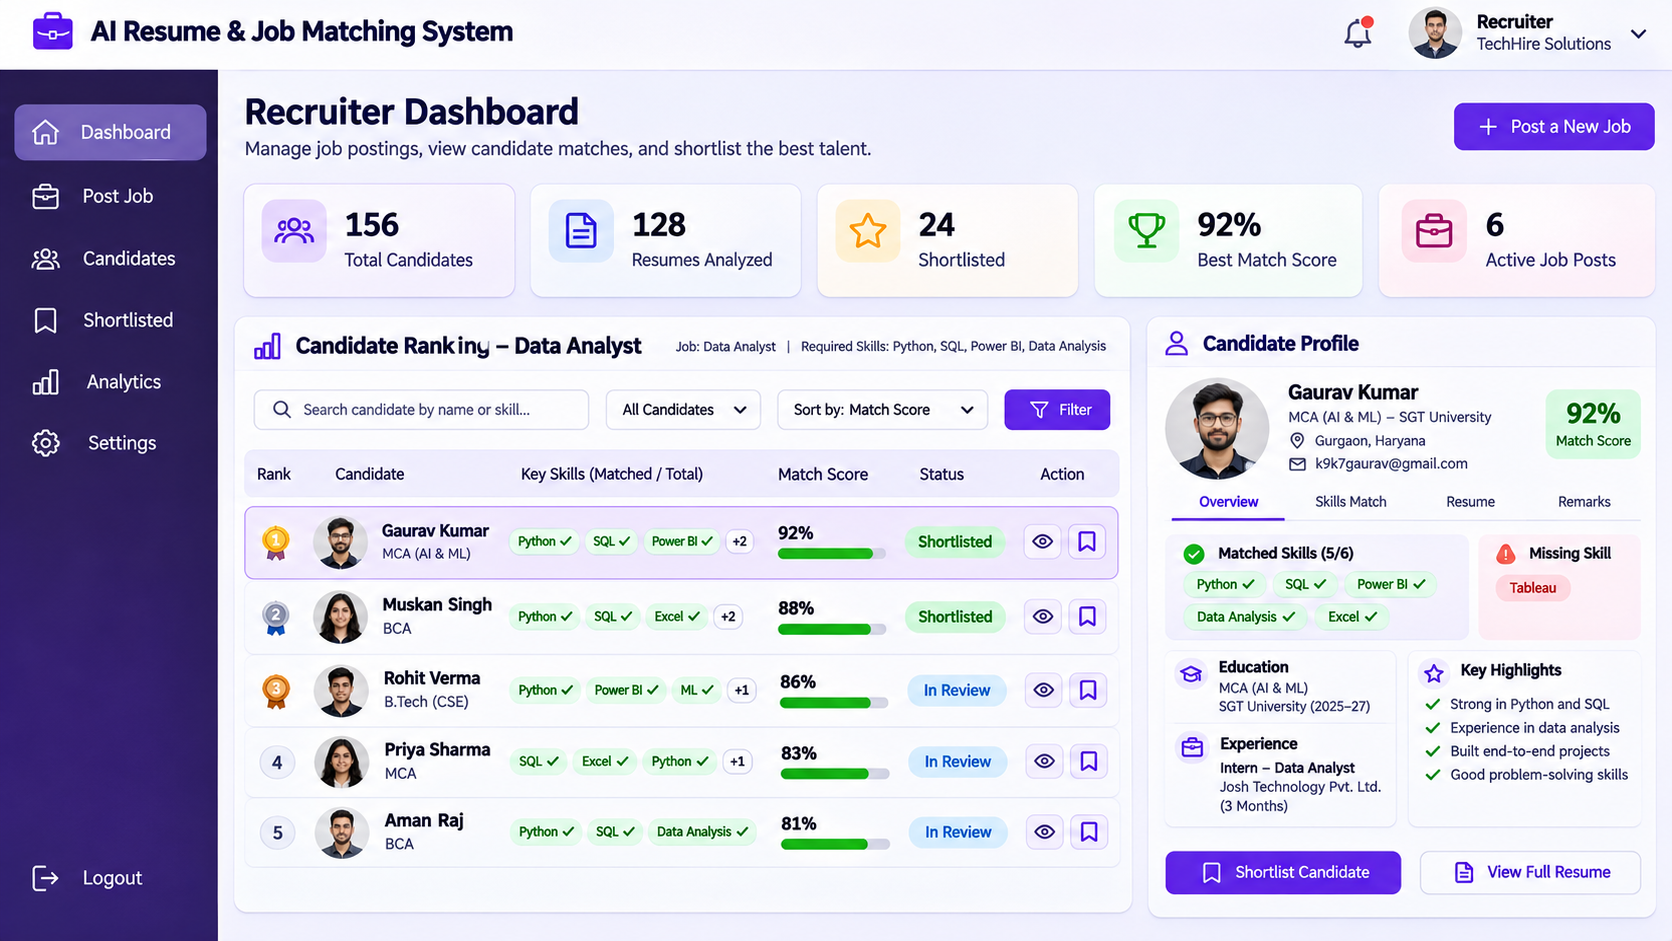 AI Resume & Job Matching System
Recruiter
TechHire Solutions
Dashboard
Post Job
Candidates
Shortlisted
Analytics
Settings
Logout
Recruiter Dashboard
Manage job postings, view candidate matches, and shortlist the best talent.
+ Post a New Job
156
Total Candidates
128
Resumes Analyzed
24
Shortlisted
92%
Best Match Score
6
Active Job Posts
Candidate Ranking – Data Analyst
Job: Data Analyst | Required Skills: Python, SQL, Power BI, Data Analysis
Search candidate by name or skill...
All Candidates
Sort by: Match Score
Filter
Rank Candidate Key Skills (Matched / Total) Match Score Status Action
1 Gaurav Kumar Python ✓ SQL ✓ Power BI ✓ +2 92% Shortlisted
MCA (AI & ML)
2 Muskan Singh Python ✓ SQL ✓ Excel ✓ +2 88% Shortlisted
BCA
3 Rohit Verma Python ✓ Power BI ✓ ML ✓ +1 86% In Review
B.Tech (CSE)
4 Priya Sharma SQL ✓ Excel ✓ Python ✓ +1 83% In Review
MCA
5 Aman Raj Python ✓ SQL ✓ Data Analysis ✓ 81% In Review
BCA
Candidate Profile
Gaurav Kumar
MCA (AI & ML) – SGT University
Gurgaon, Haryana
k9k7gaurav@gmail.com
92%
Match Score
Overview Skills Match Resume Remarks
Matched Skills (5/6)
Python ✓ SQL ✓ Power BI ✓
Data Analysis ✓ Excel ✓
Missing Skill
Tableau
Education
MCA (AI & ML)
SGT University (2025–27)
Experience
Intern – Data Analyst
Josh Technology Pvt. Ltd.
(3 Months)
Key Highlights
✓ Strong in Python and SQL
✓ Experience in data analysis
✓ Built end-to-end projects
✓ Good problem-solving skills
Shortlist Candidate
View Full Resume